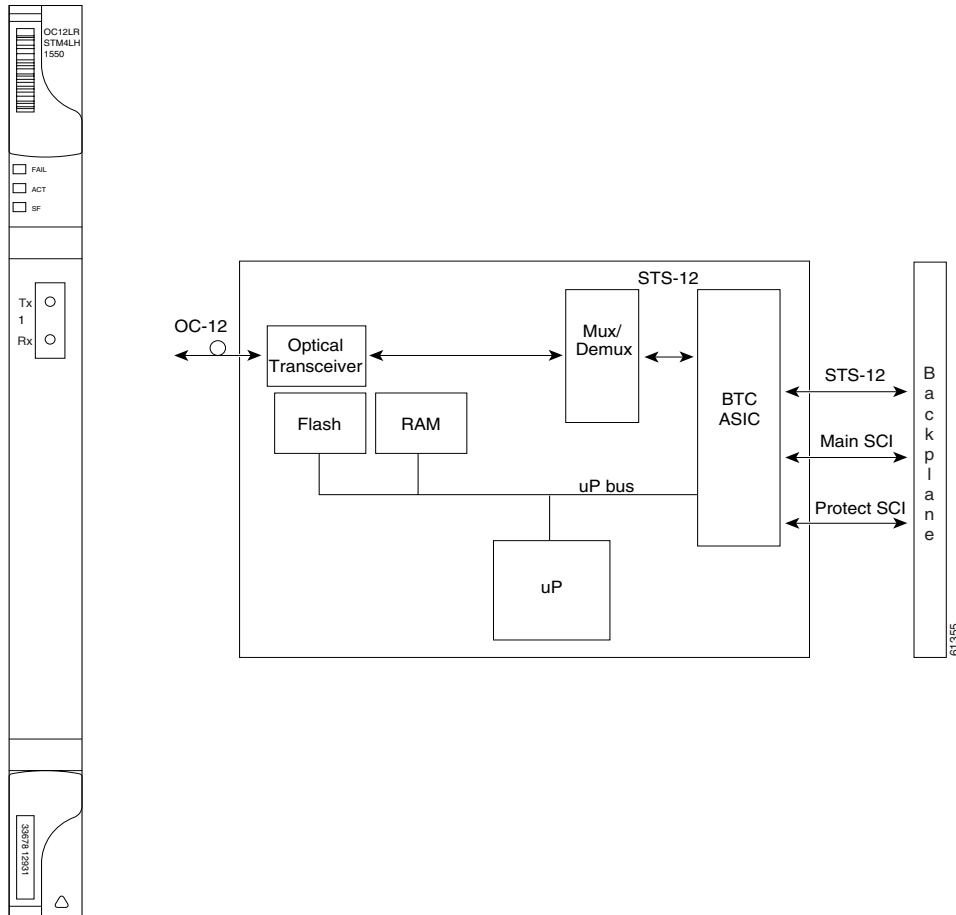 OC12LR
STM4LH
1550
FAIL
ACT
SF
Tx
1
Rx
33678 12931
OC-12
Optical
Transceiver
Flash
RAM
uP bus
uP
Mux/
Demux
STS-12
BTC
ASIC
STS-12
Main SCI
Protect SCI
Backplane
61355